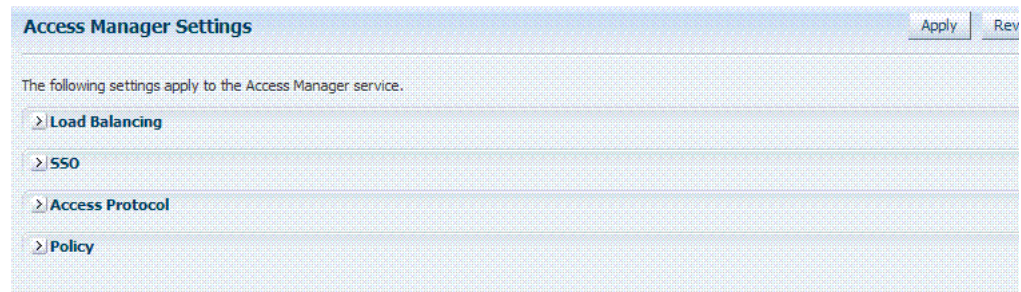 Access Manager Settings
Apply
Rev
The following settings apply to the Access Manager service.
Load Balancing
SSO
Access Protocol
Policy